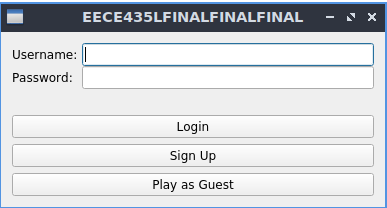 EECE435LFINALFINALFINAL
Username:
Password:
Login
Sign Up
Play as Guest